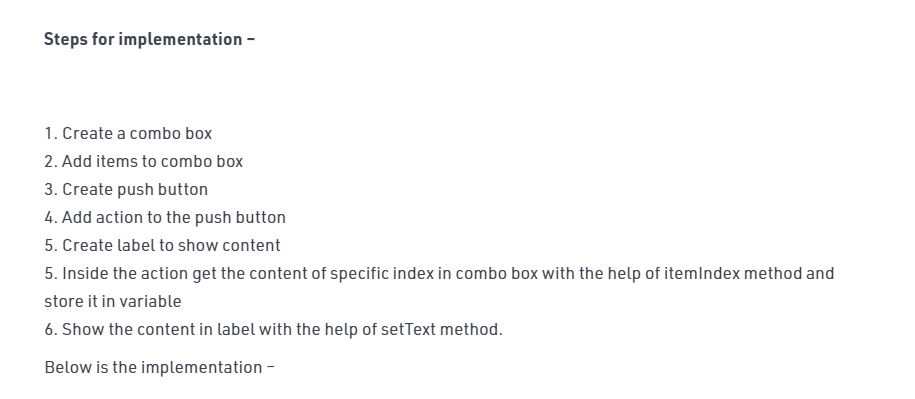 Steps for implementation –
1. Create a combo box
2. Add items to combo box
3. Create push button
4. Add action to the push button
5. Create label to show content
5. Inside the action get the content of specific index in combo box with the help of itemIndex method and
store it in variable
6. Show the content in label with the help of setText method.
Below is the implementation –